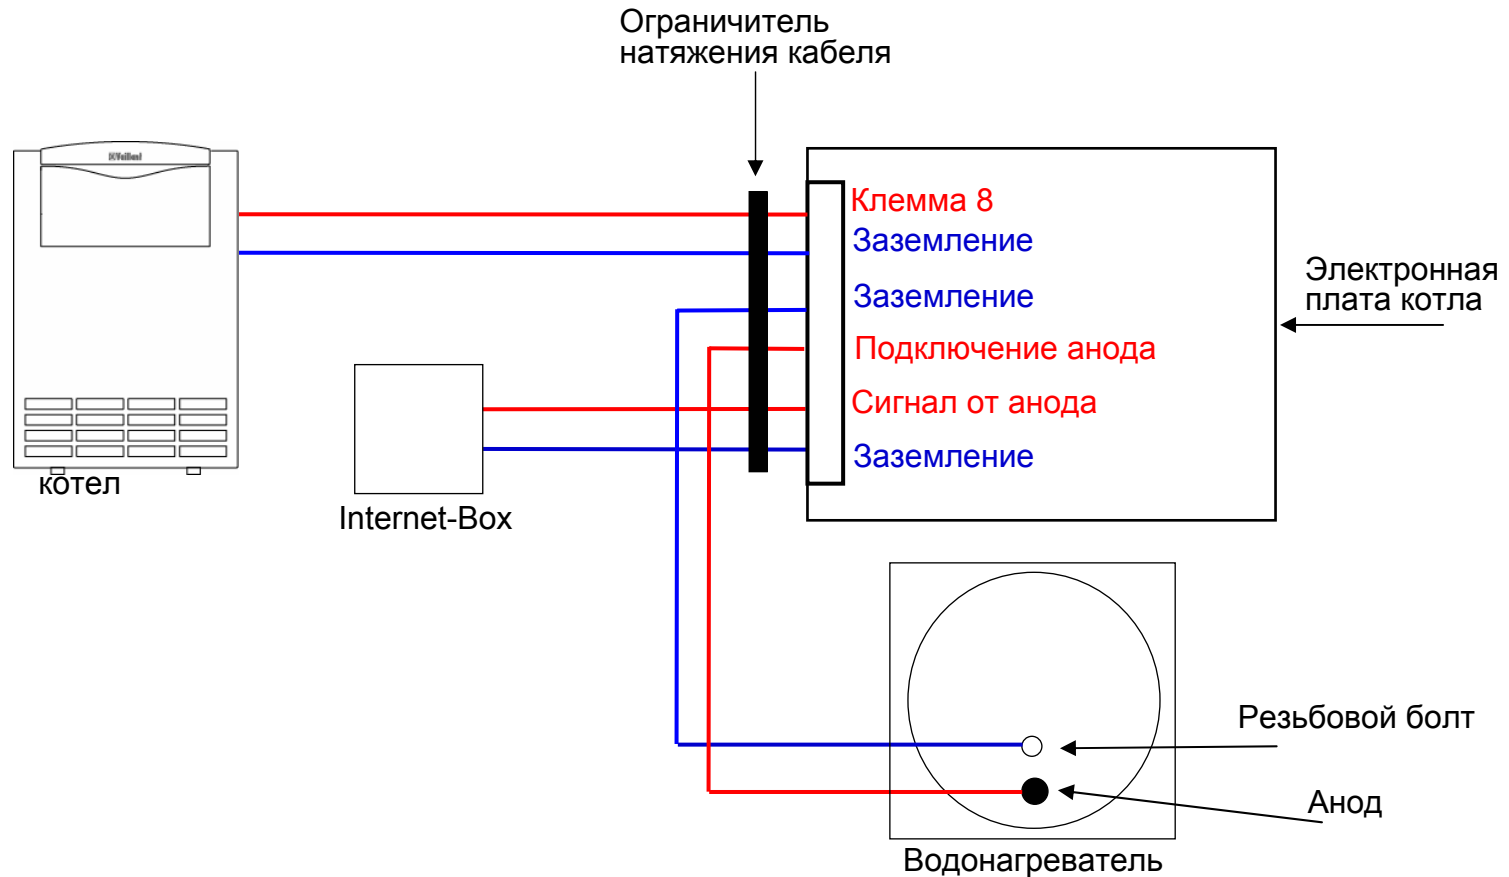 Ограничитель
натяжения кабеля
Vaillant
Клемма 8
Заземление
Заземление
Подключение анода
Сигнал от анода
Заземление
Электронная
плата котла
котел
Internet-Box
Резьбовой болт
Анод
Водонагреватель